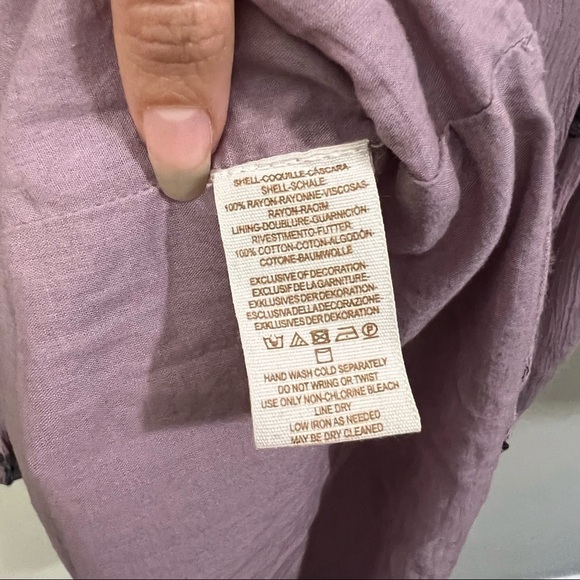 SHELL-COQUILLE-CÁSCARA-
SHELL-SCHALE
100% RAYON-RAYONNE-VISCOSAS-
RAYON-RAOIM
LIHING-DOUBLURE-GUARNICIÓN-
RIVESTIMENTO-FUTTER
100% COTTON-COTON-ALGODÓN-
COTONE-BAUMWOLLE
EXCLUSIVE OF DECORATION
EXCLUSIF DE LA GARNITURE
EXKLUSIVES DER DEKORATION-
ESCLUSIVA DELLA DECORAZIONE-
EXKLUSIVES DER DEKORATION
HAND WASH COLD SEPARATELY
DO NOT WRING OR TWIST
USE ONLY NON-CHLORINE BLEACH
LINE DRY
LOW IRON AS NEEDED
MAY BE DRY CLEANED